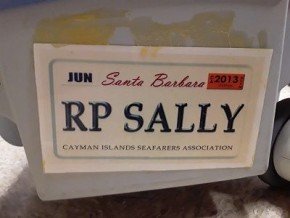 JUN Santa Barbara 2013
RP SALLY
CAYMAN ISLANDS SEAFARERS ASSOCIATION